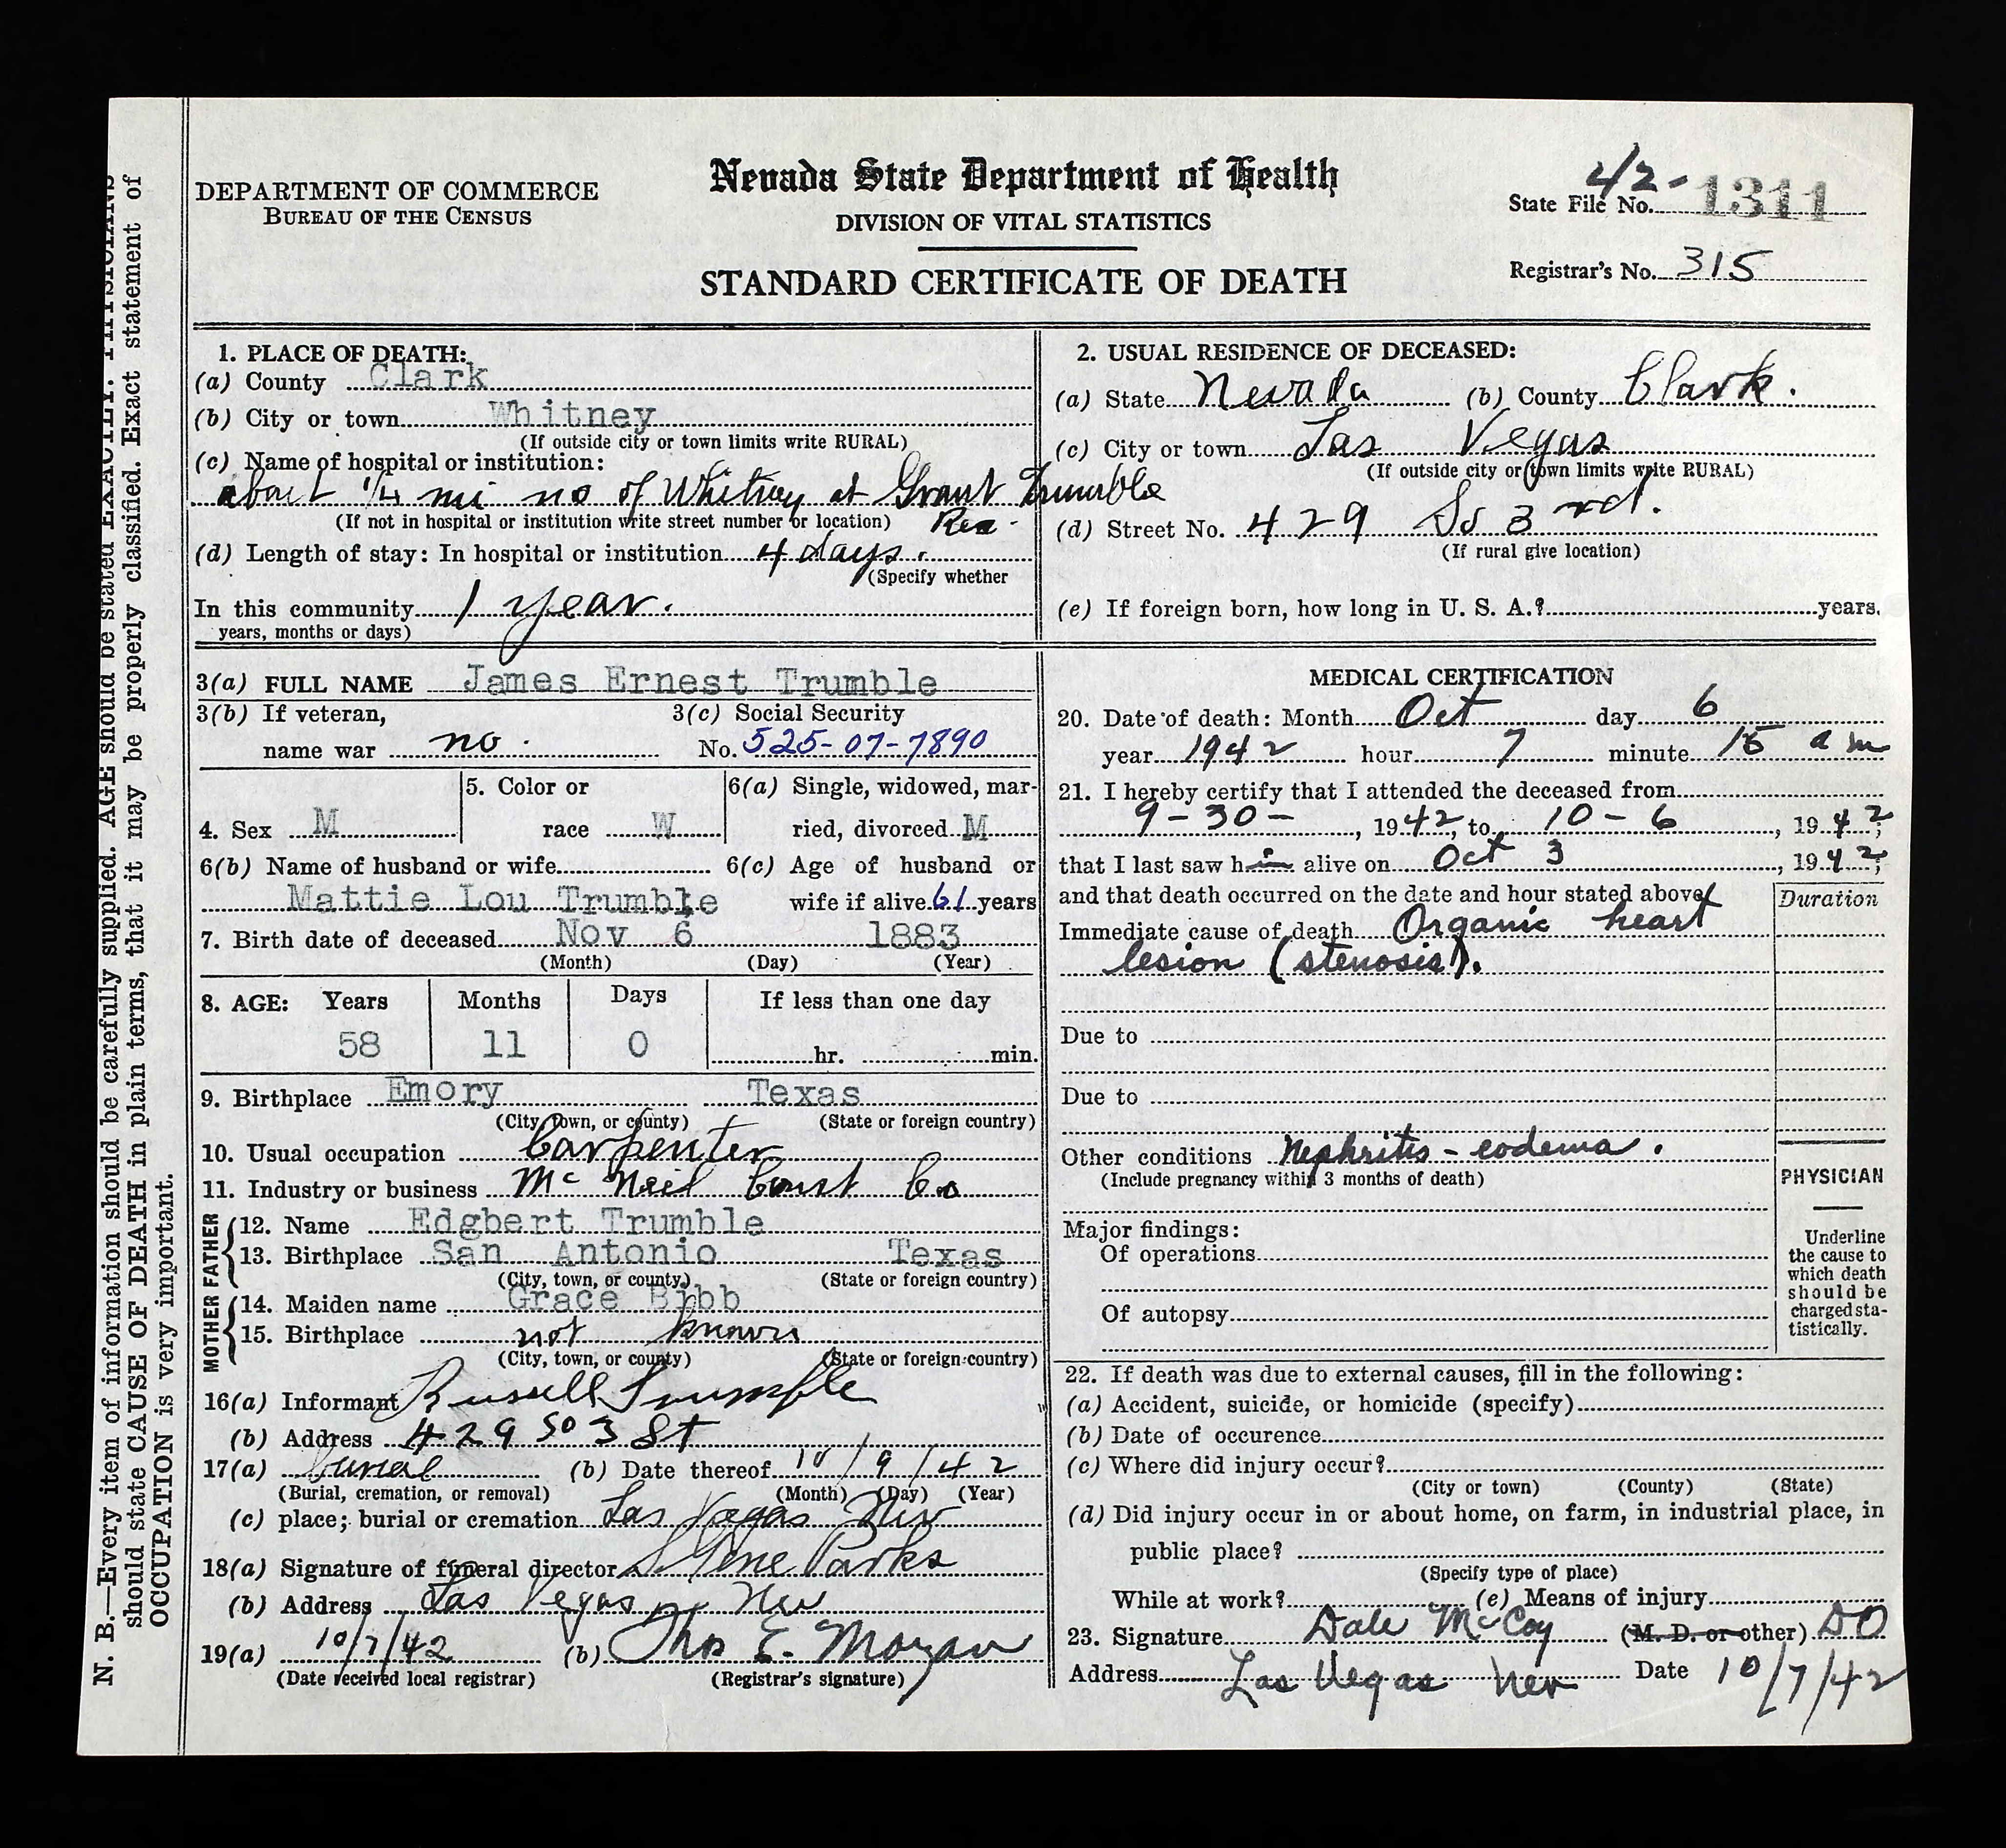 N. B.—Every item of information should be carefully supplied. AGE should be stated EXACTLY. PHYSICIANS
should state CAUSE OF DEATH in plain terms, that it may be properly classified. Exact statement of
OCCUPATION is very important.
DEPARTMENT OF COMMERCE
BUREAU OF THE CENSUS
Nevada State Department of Health
DIVISION OF VITAL STATISTICS
STANDARD CERTIFICATE OF DEATH
State File No. 42-1311
Registrar's No. 315
1. PLACE OF DEATH:
(a) County Clark
(b) City or town Whitney
(If outside city or town limits write RURAL)
(c) Name of hospital or institution:
about 1/4 mi no of Whitney at Grant Trumble
(If not in hospital or institution write street number or location) Res.
(d) Length of stay: In hospital or institution 4 days.
(Specify whether
In this community 1 year.
years, months or days)
2. USUAL RESIDENCE OF DECEASED:
(a) State Nevada (b) County Clark.
(c) City or town Las Vegas
(If outside city or town limits write RURAL)
(d) Street No. 429 So 3rd.
(If rural give location)
(e) If foreign born, how long in U. S. A.? years.
3(a) FULL NAME James Ernest Trumble
3(b) If veteran, 3(c) Social Security
name war no. No. 525-07-7890
4. Sex M 5. Color or race W 6(a) Single, widowed, married, divorced M
6(b) Name of husband or wife 6(c) Age of husband or
Mattie Lou Trumble wife if alive 61 years
7. Birth date of deceased Nov 6 1883
(Month) (Day) (Year)
8. AGE: Years Months Days If less than one day
58 11 0 hr. min.
9. Birthplace Emory Texas
(City, town, or county) (State or foreign country)
10. Usual occupation Carpenter
11. Industry or business McNeil Const Co
FATHER
12. Name Edgbert Trumble
13. Birthplace San Antonio Texas
(City, town, or county) (State or foreign country)
MOTHER
14. Maiden name Grace Bibb
15. Birthplace not known
(City, town, or county) (State or foreign country)
16(a) Informant Russell Trumble
(b) Address 429 So 3 St
17(a) burial (b) Date thereof 10/9/42
(Burial, cremation, or removal) (Month) (Day) (Year)
(c) place; burial or cremation Las Vegas Nev
18(a) Signature of funeral director Gene Parks
(b) Address Las Vegas Nev
19(a) 10/7/42 (b) Thos E. Mozan
(Date received local registrar) (Registrar's signature)
MEDICAL CERTIFICATION
20. Date of death: Month Oct day 6
year 1942 hour 7 minute 15 a m
21. I hereby certify that I attended the deceased from
9-30-, 1942, to 10-6, 1942;
that I last saw him alive on Oct 3, 1942;
and that death occurred on the date and hour stated above.
Duration
Immediate cause of death Organic heart
lesion (stenosis).
Due to
Due to
Other conditions Nephritis - eodema.
(Include pregnancy within 3 months of death)
Major findings:
Of operations
Of autopsy
PHYSICIAN
Underline
the cause to
which death
should be
charged sta-
tistically.
22. If death was due to external causes, fill in the following:
(a) Accident, suicide, or homicide (specify)
(b) Date of occurence
(c) Where did injury occur?
(City or town) (County) (State)
(d) Did injury occur in or about home, on farm, in industrial place, in
public place?
(Specify type of place)
While at work? (e) Means of injury
23. Signature Dale McCoy (M. D. or other) DO
Address Las Vegas Nev Date 10/7/42